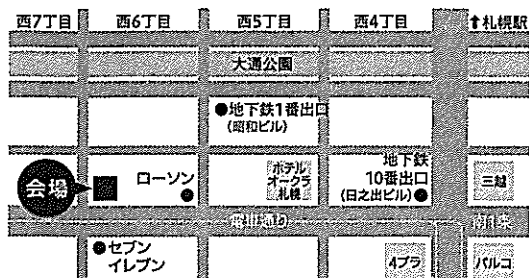 西7丁目 西6丁目 西5丁目 西4丁目 ↑札幌駅
大通公園
●地下鉄1番出口
(昭和ビル)
会場
ローソン
ホテル
オークラ
札幌
地下鉄
10番出口
(日之出ビル)●
三越
電車通り
南1条
●セブン
イレブン
4プラ
パルコ